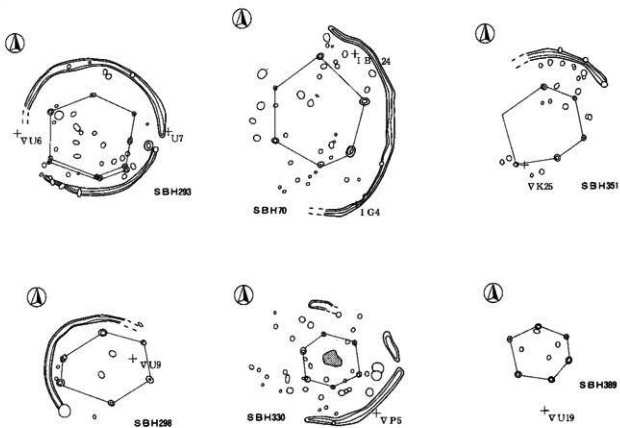 ▽U6
U7
SBH293
I B 24
I G4
SBH70
▽K25
SBH351
▽U9
SBH298
▽P5
SBH330
SBH389
▽U19